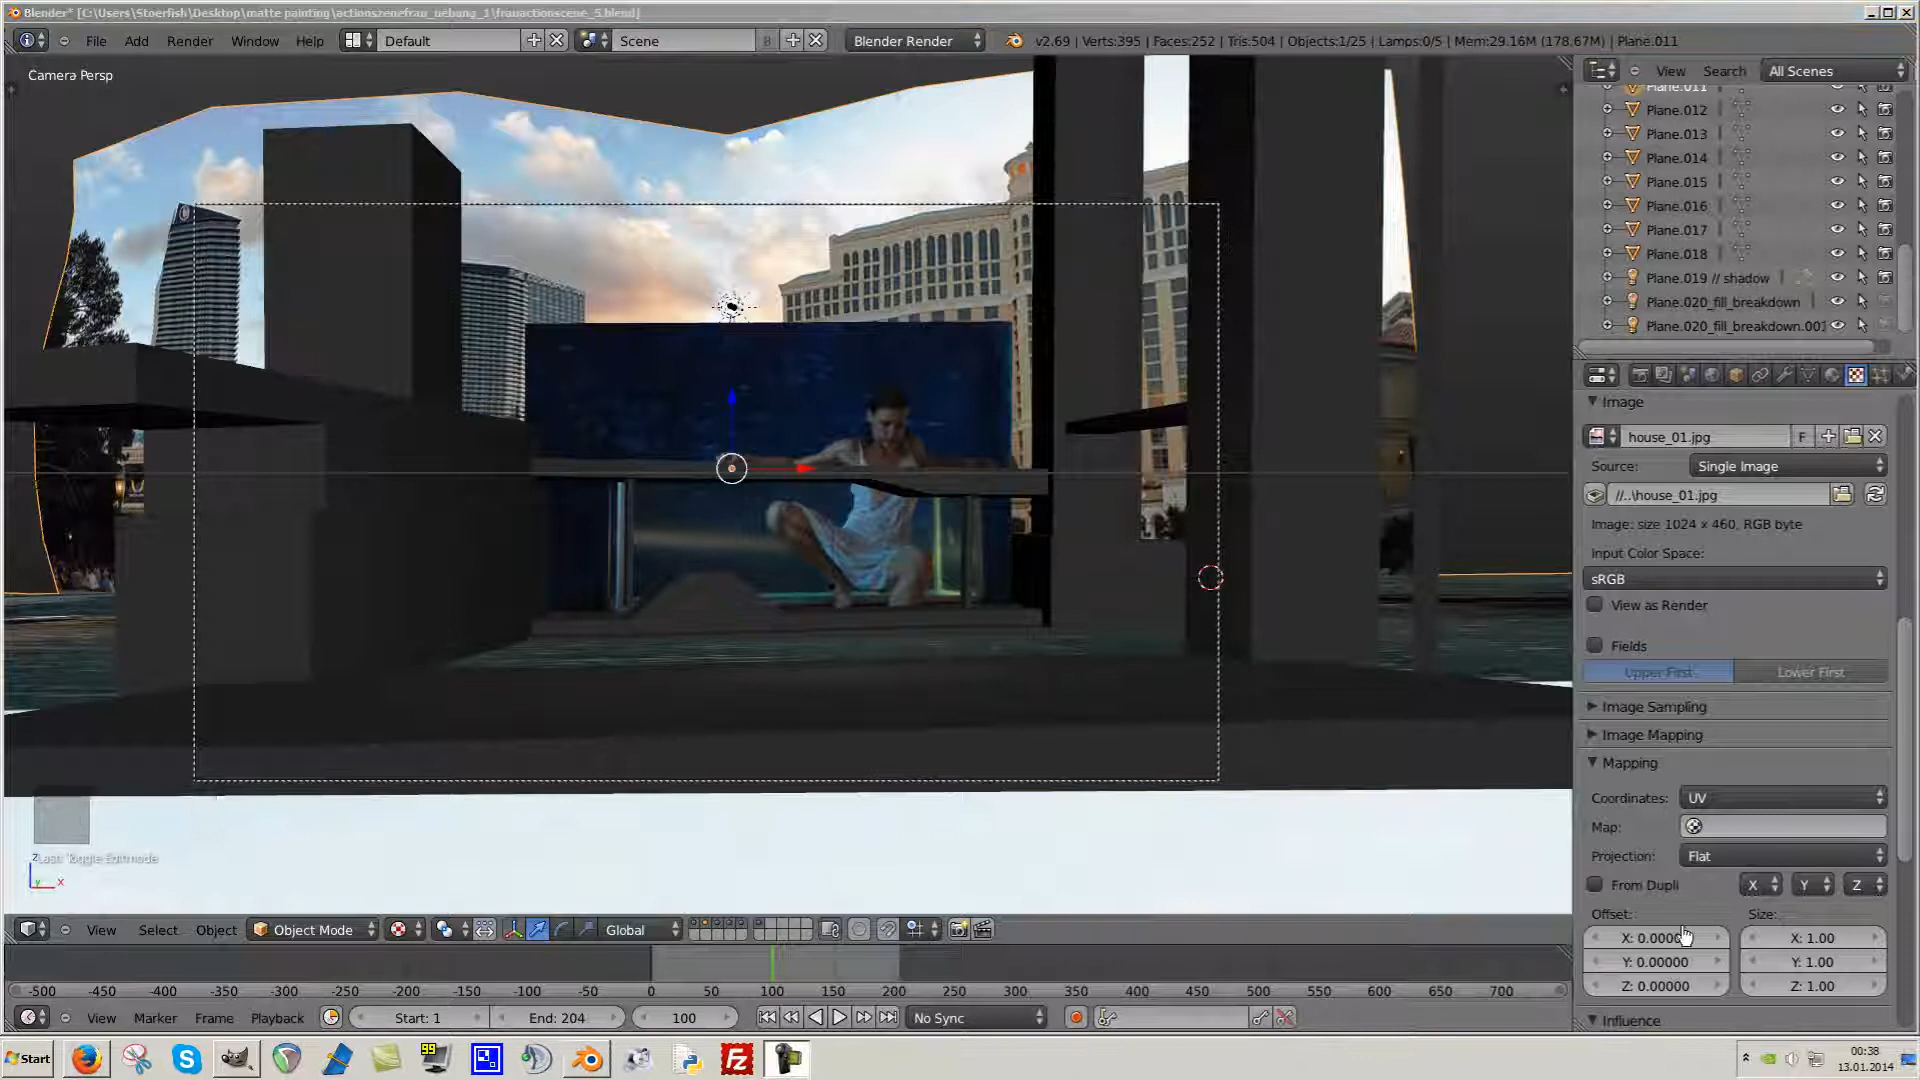 Blender* [C:\Users\Stoerfish\Desktop\matte painting\actionszenefrau_uebung_1\frauactionscene_5.blend]
File Add Render Window Help Default Scene Blender Render v2.69 | Verts:395 | Faces:252 | Tris:504 | Objects:1/25 | Lamps:0/5 | Mem:29.16M (178.67M) | Plane.011
Camera Persp
View Search All Scenes
Plane.011
Plane.012
Plane.013
Plane.014
Plane.015
Plane.016
Plane.017
Plane.018
Plane.019 // shadow
Plane.020_fill_breakdown
Plane.020_fill_breakdown.001
Image
house_01.jpg F
Source: Single Image
//..\house_01.jpg
Image: size 1024 x 460, RGB byte
Input Color Space:
sRGB
View as Render
Fields
Upper First Lower First
Image Sampling
Image Mapping
Mapping
Coordinates: UV
Map:
Projection: Flat
From Dupli X Y Z
Offset: Size:
X: 0.00000 X: 1.00
Y: 0.00000 Y: 1.00
Z: 0.00000 Z: 1.00
Influence
Last: Toggle Editmode
z
y x
View Select Object Object Mode Global
-500 -450 -400 -350 -300 -250 -200 -150 -100 -50 0 50 100 150 200 250 300 350 400 450 500 550 600 650 700
View Marker Frame Playback Start: 1 End: 204 100 No Sync
Start 99 FZ
00:38
13.01.2014